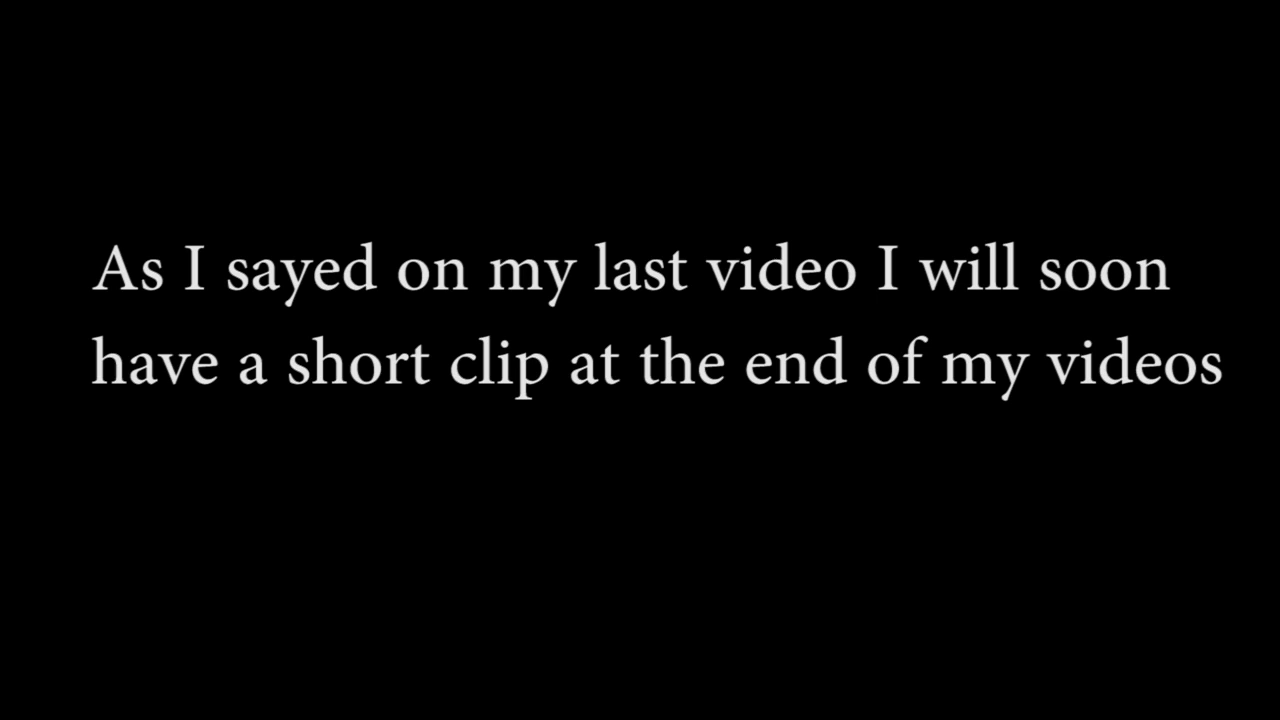 As I sayed on my last video I will soon
have a short clip at the end of my videos